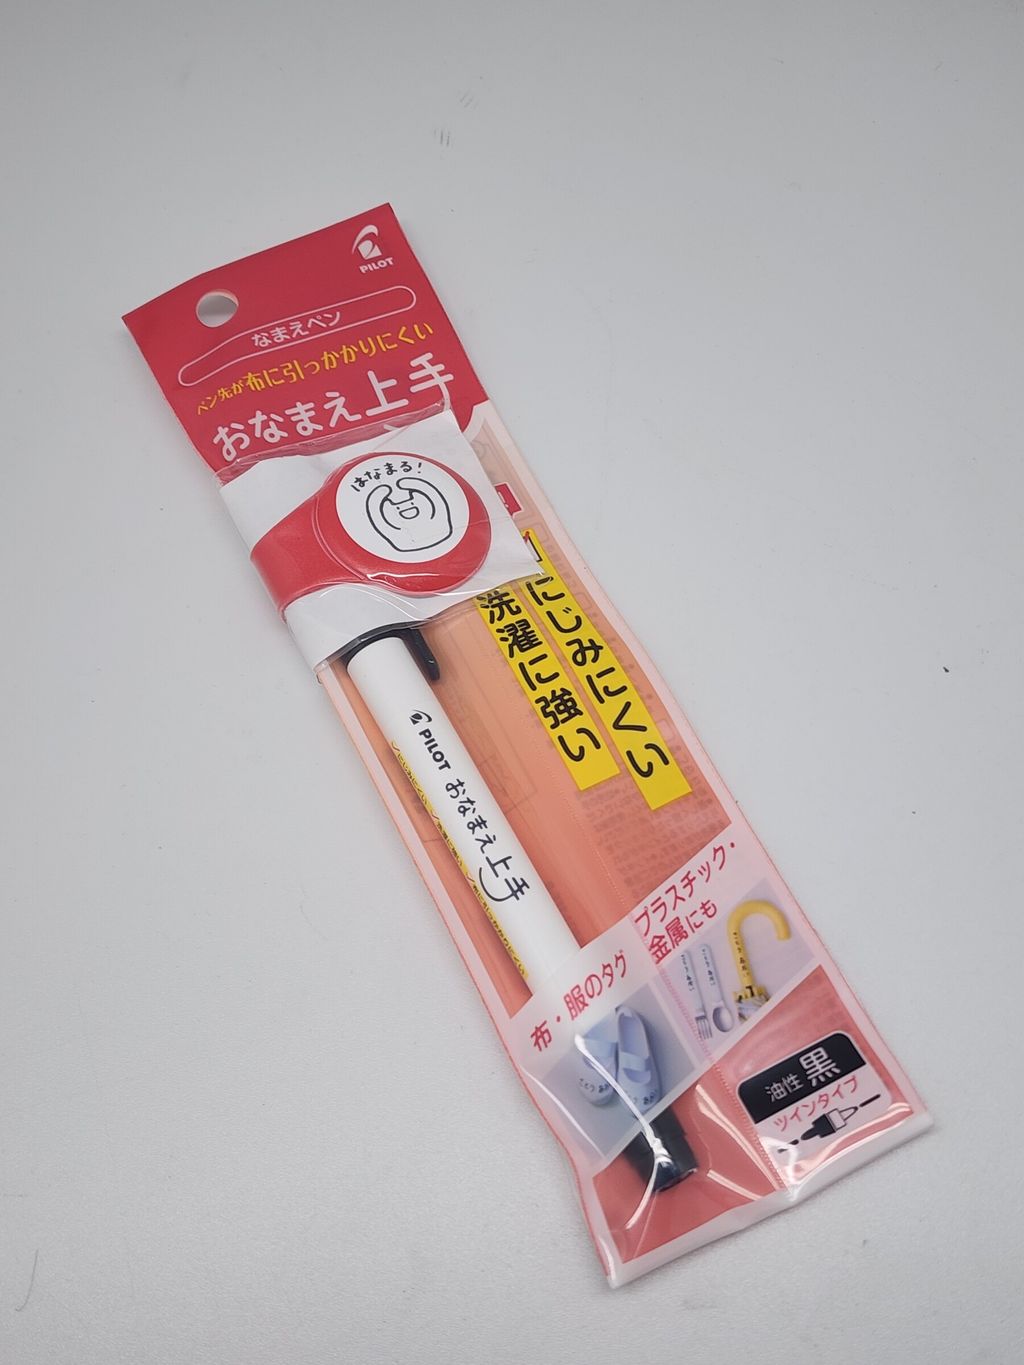 PILOT
なまえペン
ペン先が布に引っかかりにくい
おなまえ上手
はなまる!
にじみにくい
洗濯に強い
PILOT おなまえ上手
プラスチック・
金属にも
布・服のタグ
油性 黒
ツインタイプ